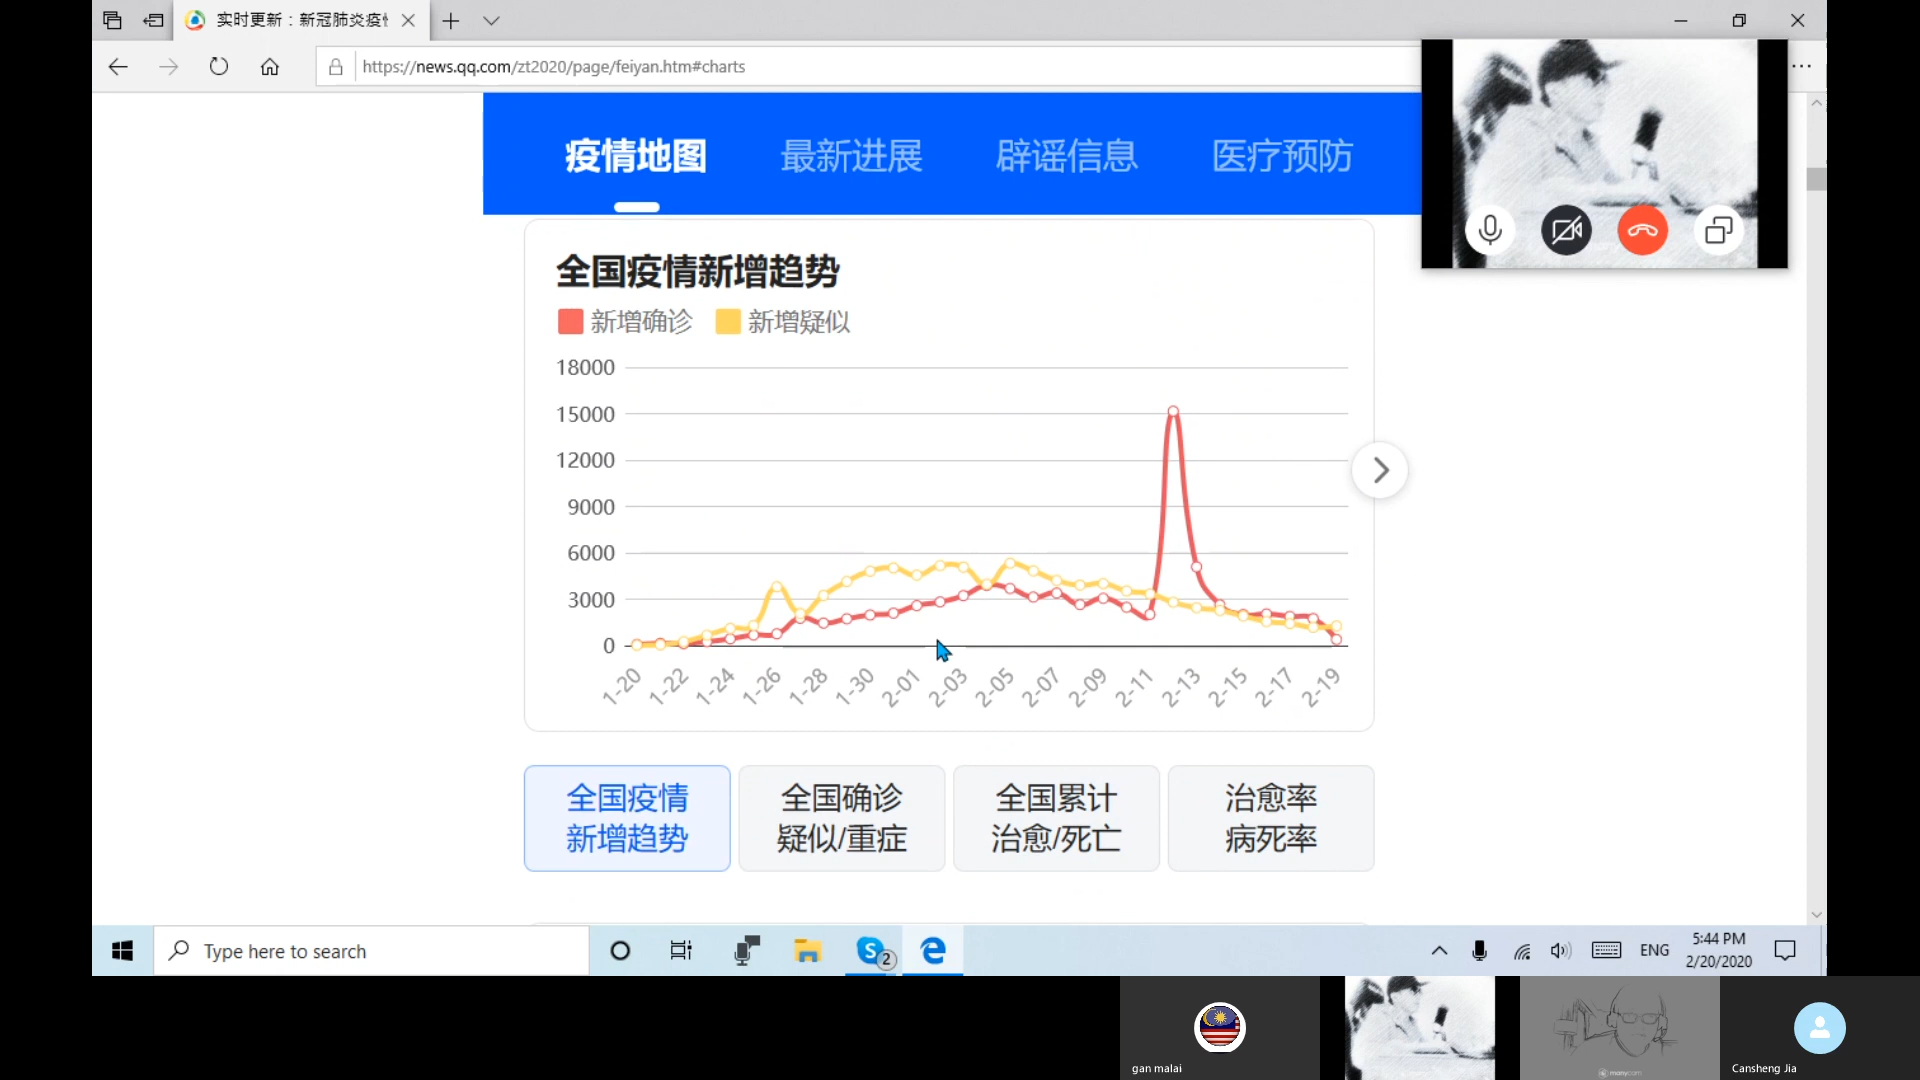 实时更新：新冠肺炎疫
https://news.qq.com/zt2020/page/feiyan.htm#charts
疫情地图 最新进展 辟谣信息 医疗预防
全国疫情新增趋势
新增确诊 新增疑似
18000
15000
12000
9000
6000
3000
0
1-20 1-22 1-24 1-26 1-28 1-30 2-01 2-03 2-05 2-07 2-09 2-11 2-13 2-15 2-17 2-19
全国疫情 全国确诊 全国累计 治愈率
新增趋势 疑似/重症 治愈/死亡 病死率
Type here to search
S 2
ENG
5:44 PM
2/20/2020
gan malai
manycam
Cansheng Jia